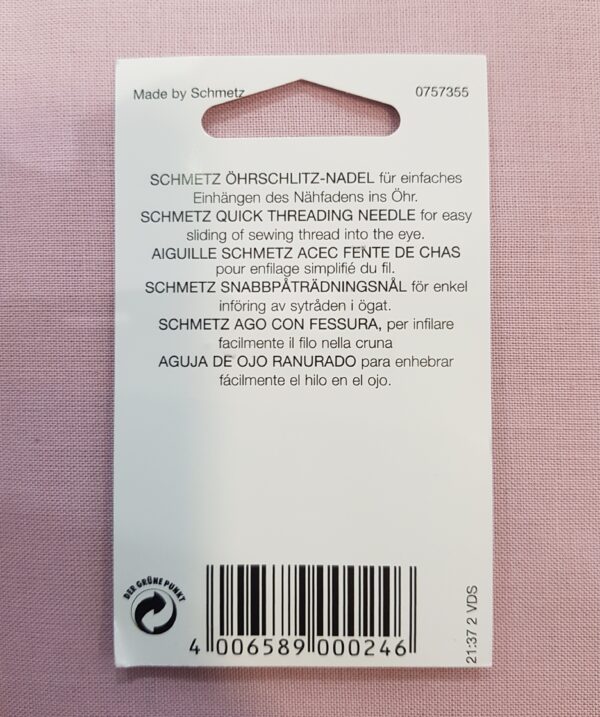 Made by Schmetz
0757355
SCHMETZ ÖHRSCHLITZ-NADEL für einfaches
Einhängen des Nähfadens ins Öhr.
SCHMETZ QUICK THREADING NEEDLE for easy
sliding of sewing thread into the eye.
AIGUILLE SCHMETZ ACEC FENTE DE CHAS
pour enfilage simplifié du fil.
SCHMETZ SNABBPÅTRÄDNINGSNÅL för enkel
införing av sytråden i ögat.
SCHMETZ AGO CON FESSURA, per infilare
facilmente il filo nella cruna
AGUJA DE OJO RANURADO para enhebrar
fácilmente el hilo en el ojo.
DER GRÜNE PUNKT
4 006589 000246
21:37 2 VDS